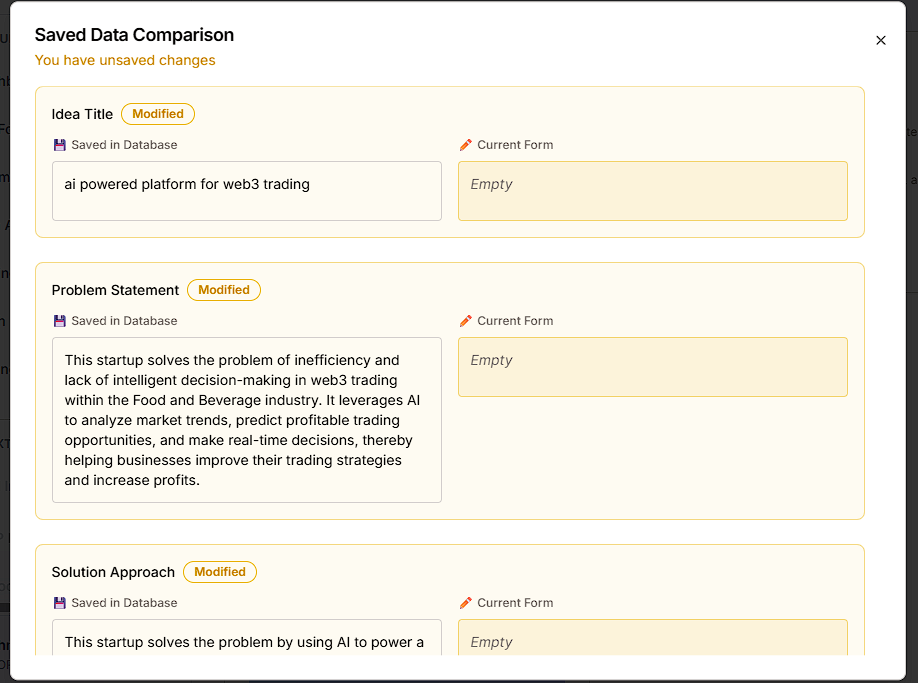 Saved Data Comparison
You have unsaved changes
Idea Title Modified
Saved in Database
Current Form
ai powered platform for web3 trading
Empty
Problem Statement Modified
Saved in Database
Current Form
This startup solves the problem of inefficiency and
lack of intelligent decision-making in web3 trading
within the Food and Beverage industry. It leverages AI
to analyze market trends, predict profitable trading
opportunities, and make real-time decisions, thereby
helping businesses improve their trading strategies
and increase profits.
Empty
Solution Approach Modified
Saved in Database
Current Form
This startup solves the problem by using AI to power a
Empty